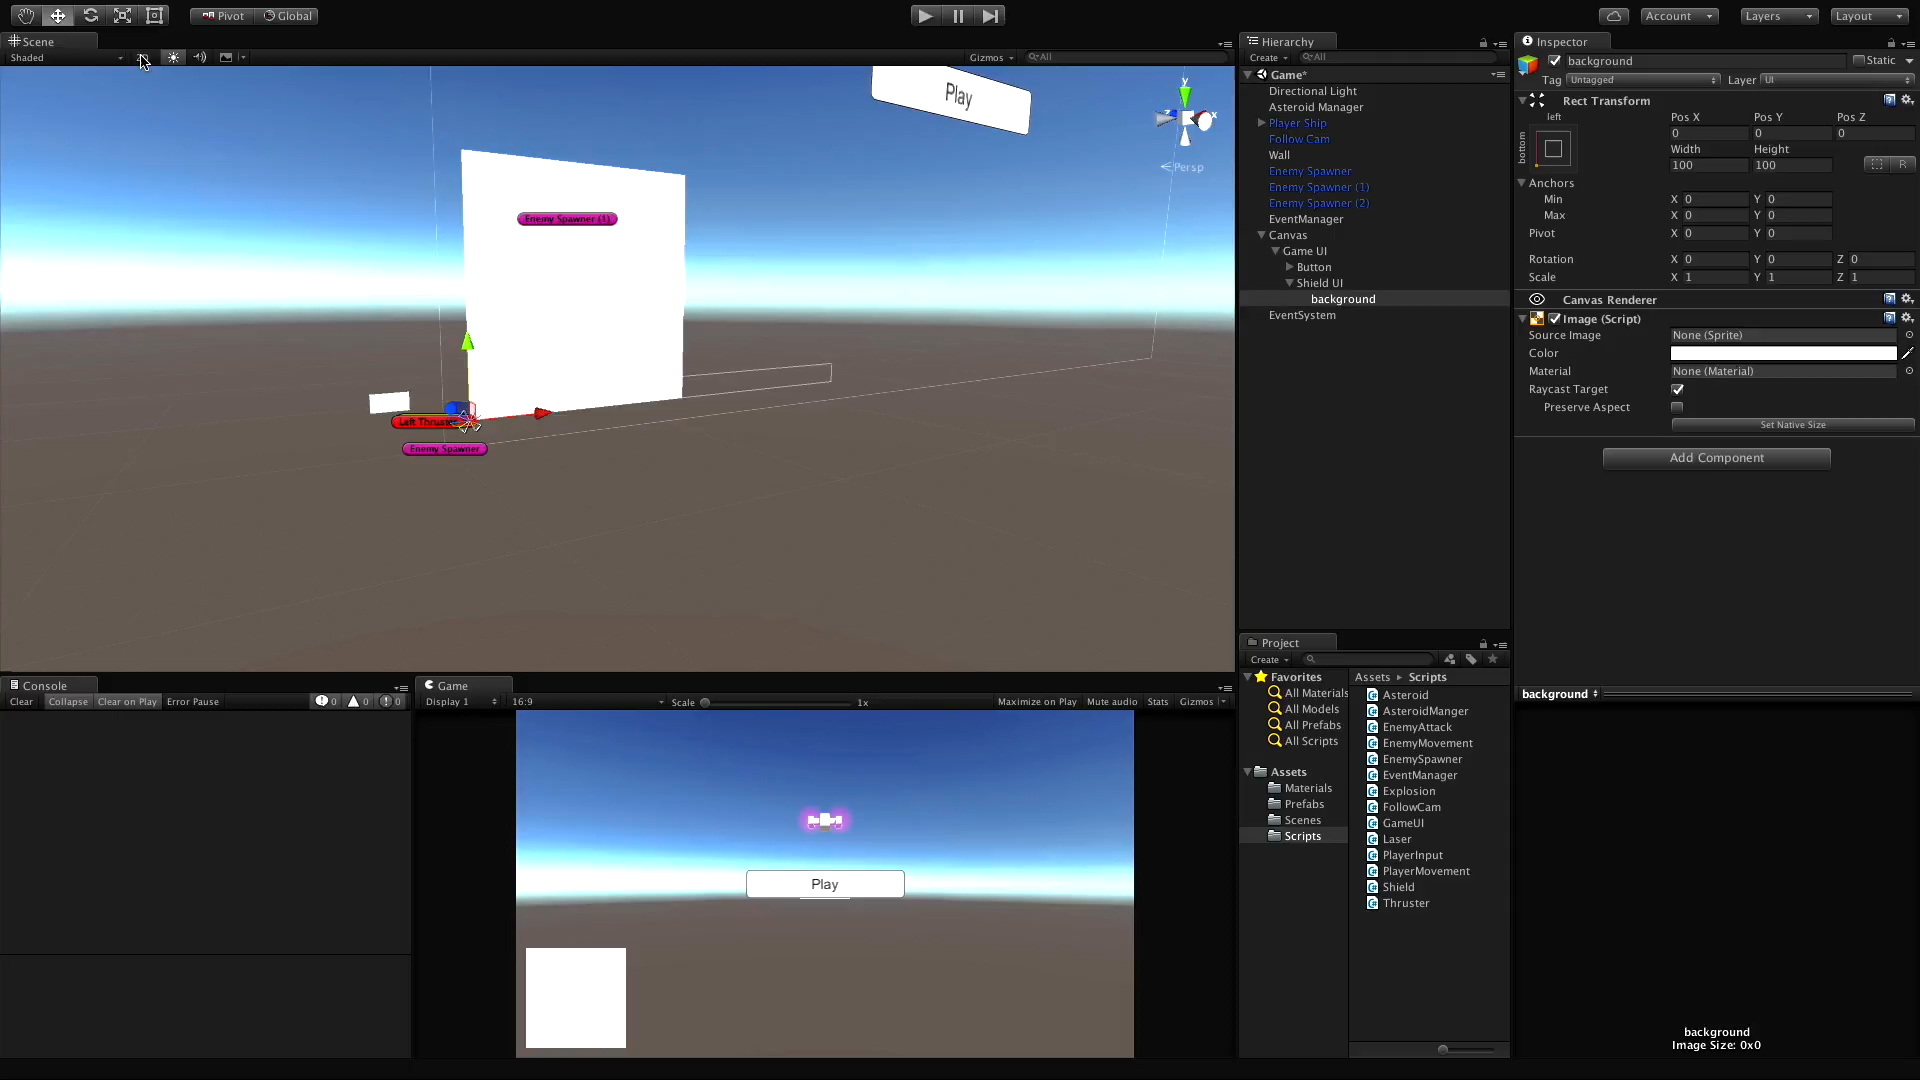 Pivot Global
Account Layers Layout
Scene
Shaded Gizmos All
Play
y
x
Persp
Enemy Spawner (1)
Left Thruster
Enemy Spawner
Hierarchy
Create All
Game*
Directional Light
Asteroid Manager
Player Ship
Follow Cam
Wall
Enemy Spawner
Enemy Spawner (1)
Enemy Spawner (2)
EventManager
Canvas
Game UI
Button
Shield UI
background
EventSystem
Inspector
background Static
Tag Untagged Layer UI
Rect Transform
left Pos X Pos Y Pos Z
bottom 0 0 0
Width Height
100 100 R
Anchors
Min X 0 Y 0
Max X 0 Y 0
Pivot X 0 Y 0
Rotation X 0 Y 0 Z 0
Scale X 1 Y 1 Z 1
Canvas Renderer
Image (Script)
Source Image None (Sprite)
Color
Material None (Material)
Raycast Target
Preserve Aspect
Set Native Size
Add Component
Console
Clear Collapse Clear on Play Error Pause 0 0 0
Game
Display 1 16:9 Scale 1x Maximize on Play Mute audio Stats Gizmos
Play
Project
Create
Favorites
All Materials
All Models
All Prefabs
All Scripts
Assets
Materials
Prefabs
Scenes
Scripts
Assets Scripts
Asteroid
AsteroidManger
EnemyAttack
EnemyMovement
EnemySpawner
EventManager
Explosion
FollowCam
GameUI
Laser
PlayerInput
PlayerMovement
Shield
Thruster
background
background
Image Size: 0x0